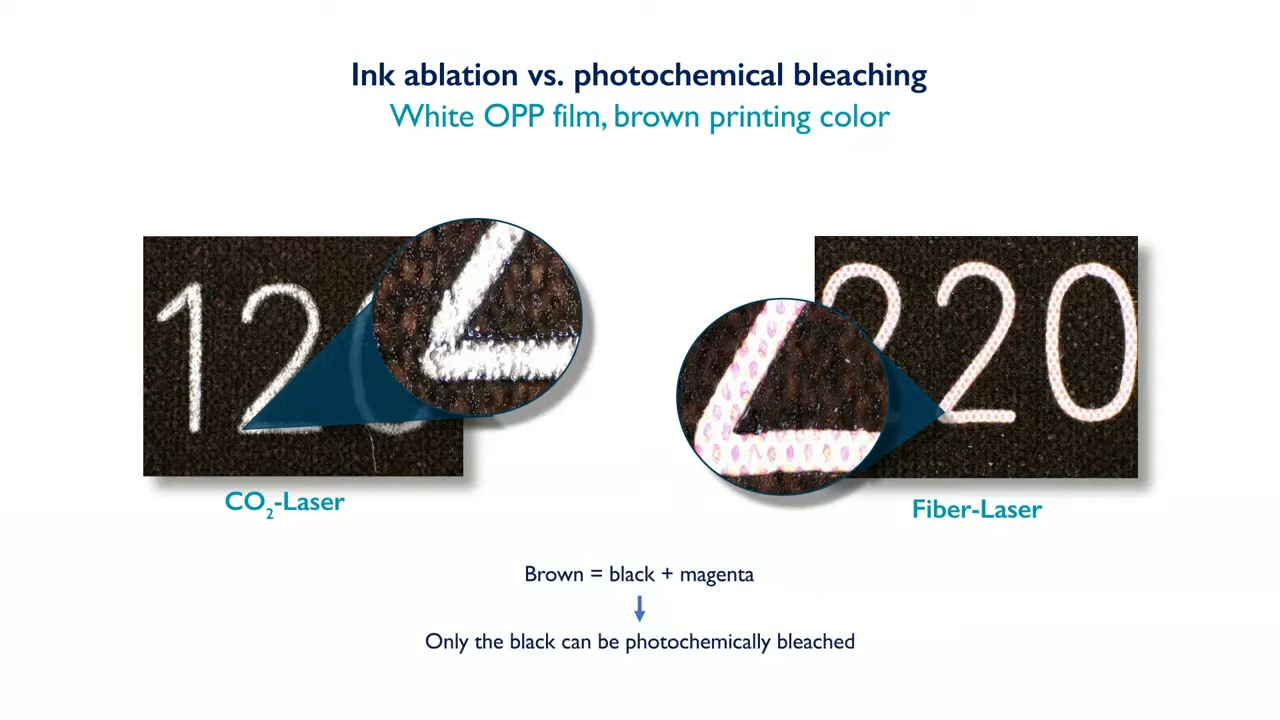 Ink ablation vs. photochemical bleaching
White OPP film, brown printing color
120
220
CO₂-Laser
Fiber-Laser
Brown = black + magenta
Only the black can be photochemically bleached